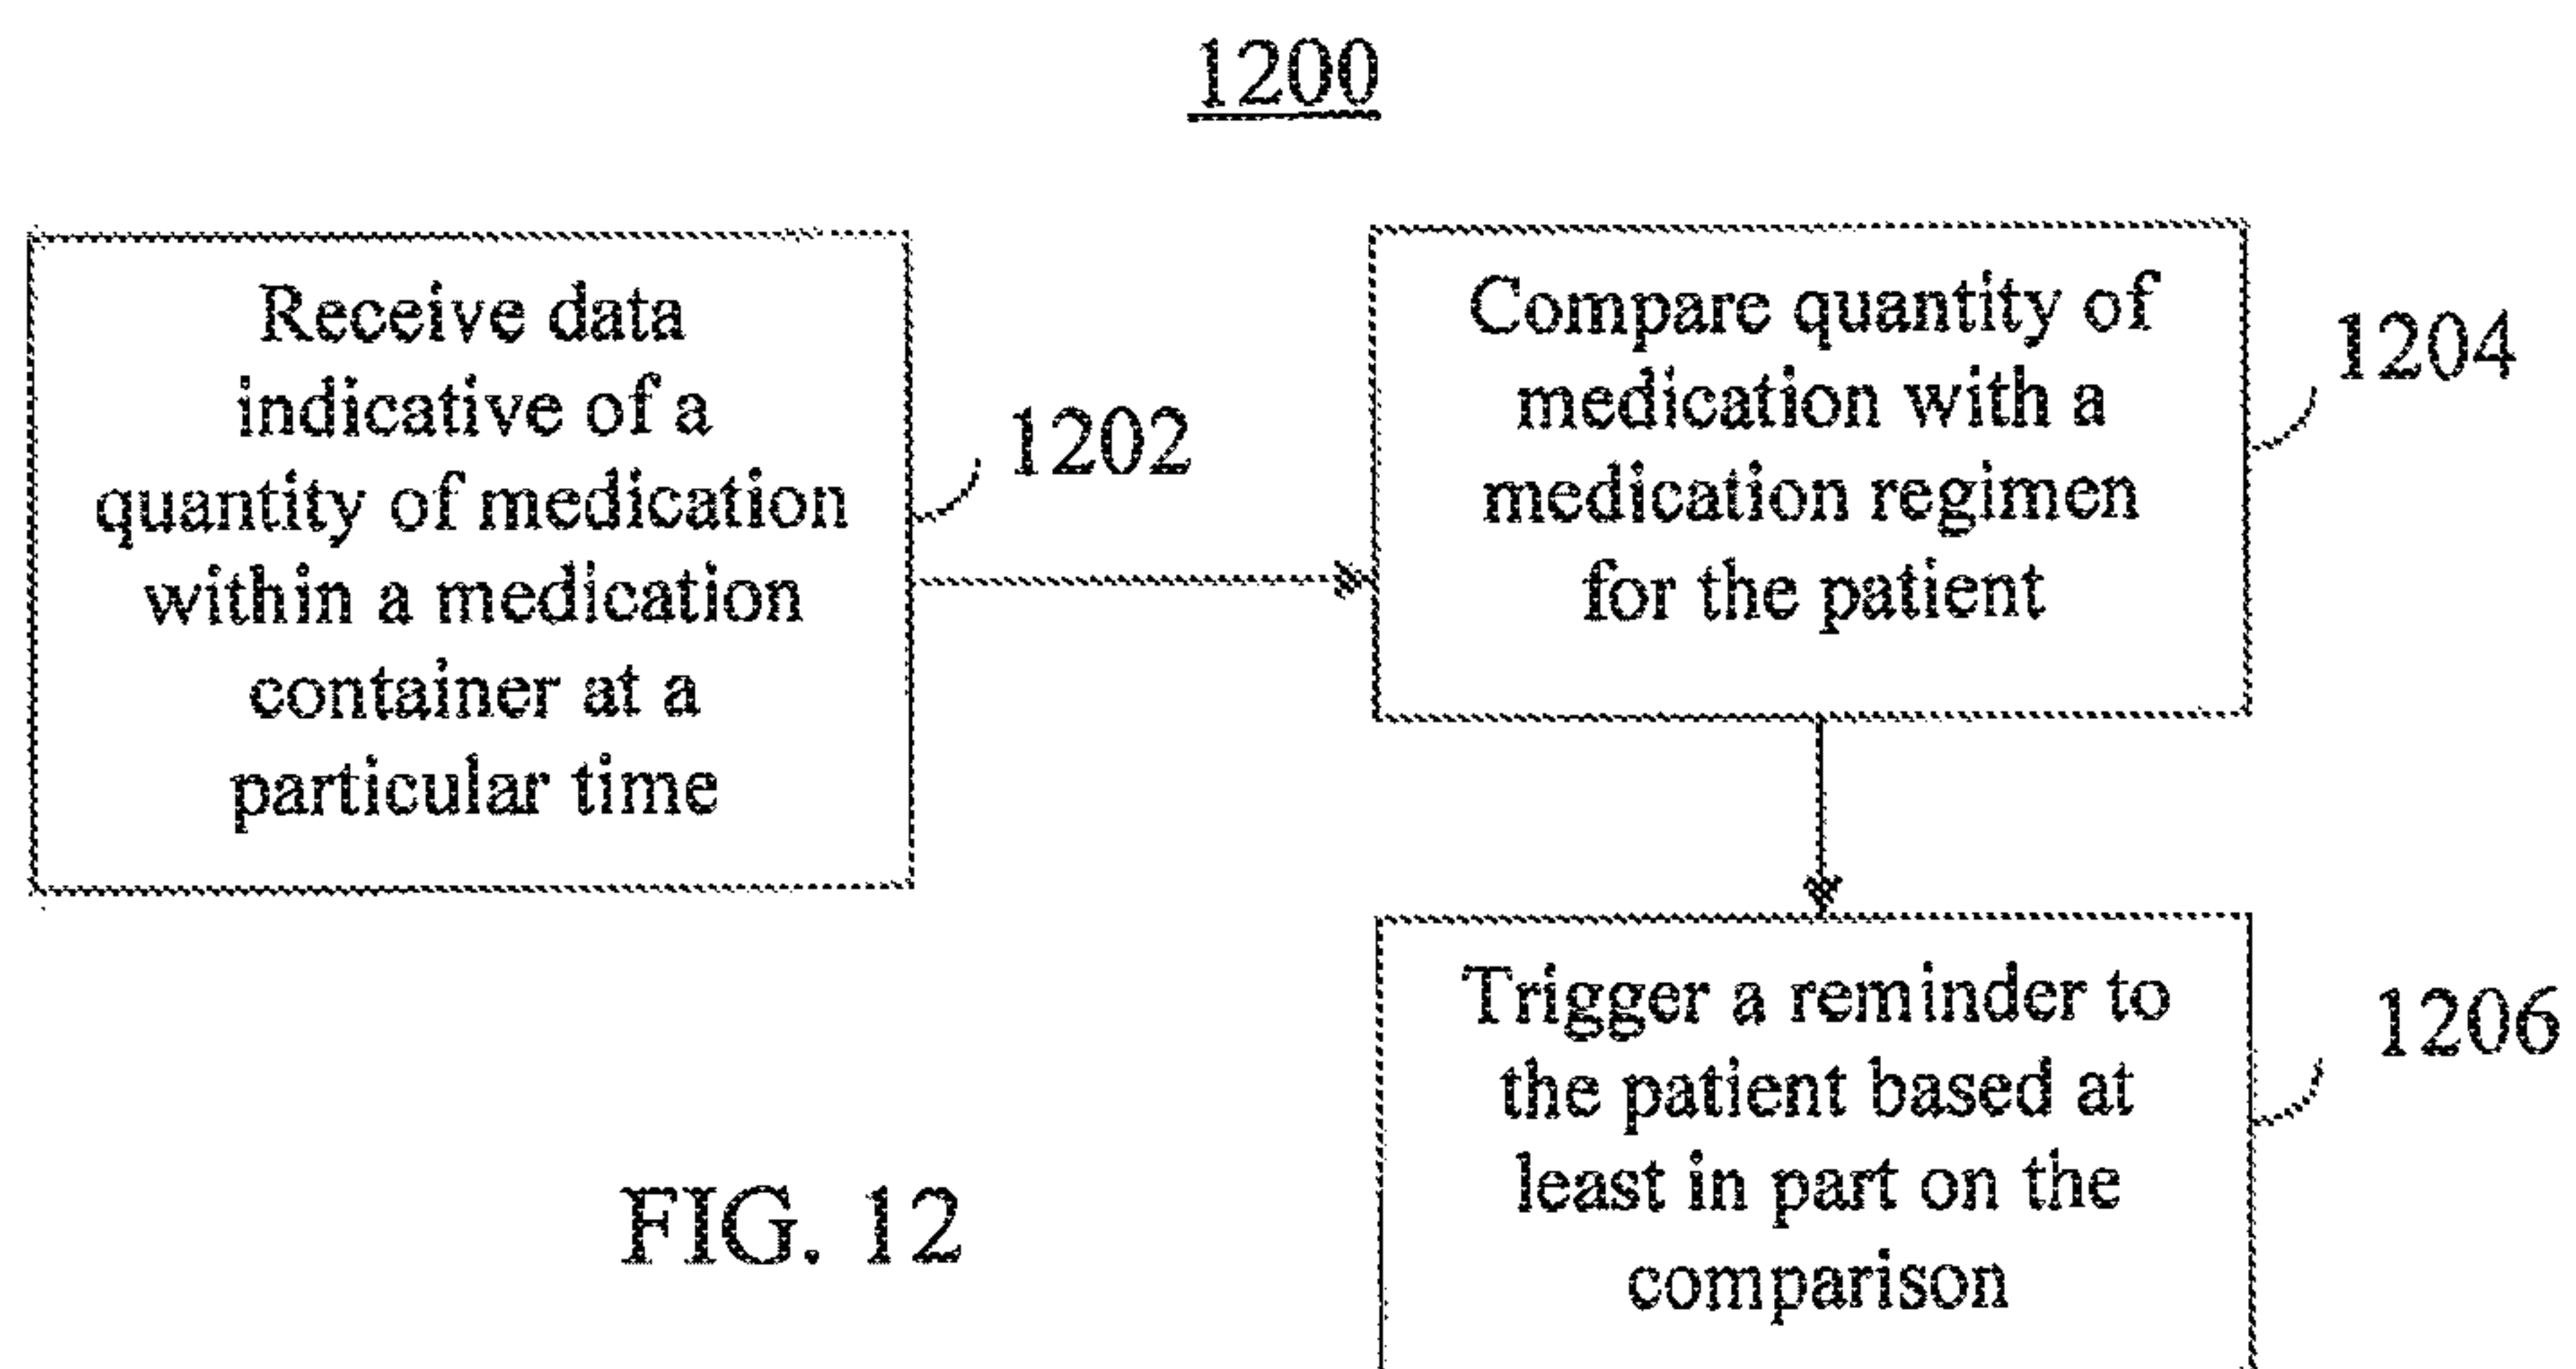 1200
Receive data
indicative of a
quantity of medication
within a medication
container at a
particular time
1202
Compare quantity of
medication with a
medication regimen
for the patient
1204
Trigger a reminder to
the patient based at
least in part on the
comparison
1206
FIG. 12